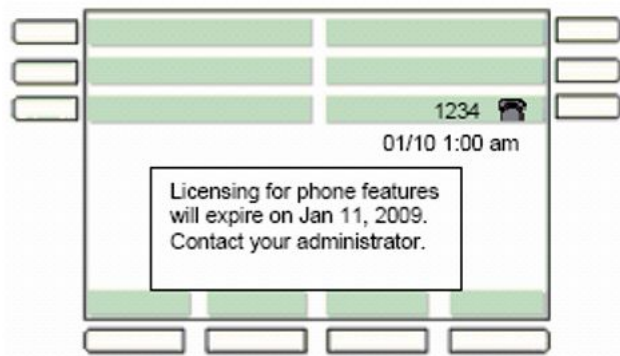 1234
01/10 1:00 am
Licensing for phone features
will expire on Jan 11, 2009.
Contact your administrator.